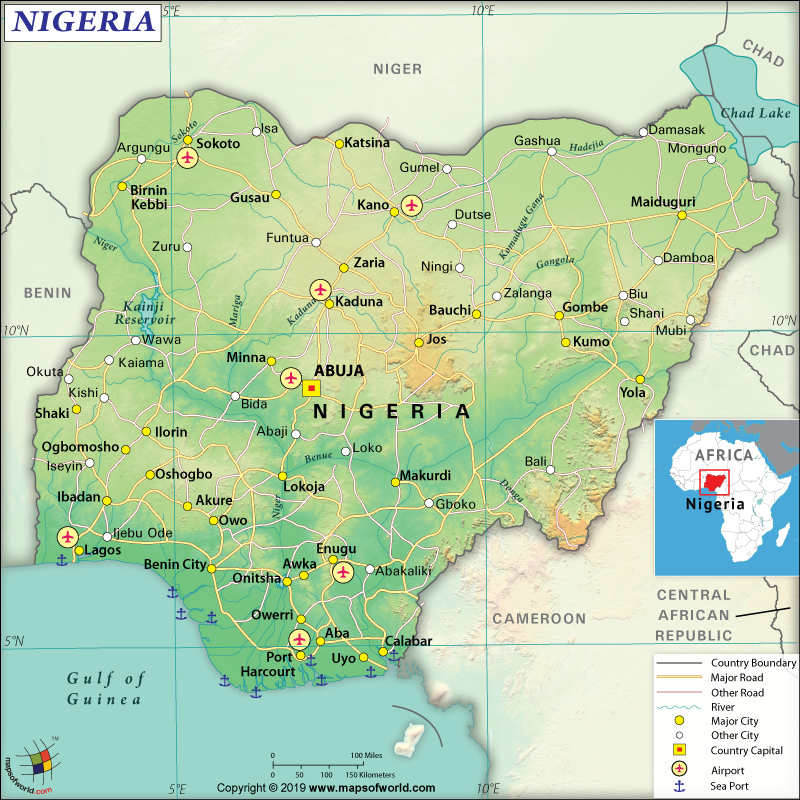 NIGERIA
5°E
10°E
NIGER
CHAD
Chad Lake
Sokoto
Sokoto
Isa
Katsina
Argungu
Gumel
Gashua
Hadejia
Damasak
Monguno
Birnin
Kebbi
Gusau
Kano
Dutse
Komadugu Gana
Maiduguri
Niger
Zuru
Funtua
Zaria
Ningi
Gongola
Damboa
BENIN
Kainji
Reservoir
Mariga
Kaduna
Kaduna
Zalanga
Bauchi
Gombe
Biu
Shani
Mubi
10°N
10°N
Wawa
Jos
Kumo
CHAD
Kaiama
Minna
ABUJA
Okuta
Kishi
Bida
NIGERIA
Yola
Shaki
Ilorin
Abaji
Ogbomosho
Benue
Loko
Iseyin
Oshogbo
Lokoja
Makurdi
Bali
Donga
AFRICA
Nigeria
Ibadan
Akure
Niger
Gboko
Owo
Ijebu Ode
Lagos
Enugu
Benin City
Awka
Abakaliki
Onitsha
Owerri
CAMEROON
CENTRAL
AFRICAN
REPUBLIC
5°N
Aba
Calabar
Port
Harcourt
Uyo
Gulf of
Guinea
Country Boundary
Major Road
Other Road
River
Major City
Other City
Country Capital
Airport
Sea Port
TM
mapsofworld.com
0 100 Miles
0 50 100 150 Kilometers
5°E
Copyright © 2019 www.mapsofworld.com
10°E